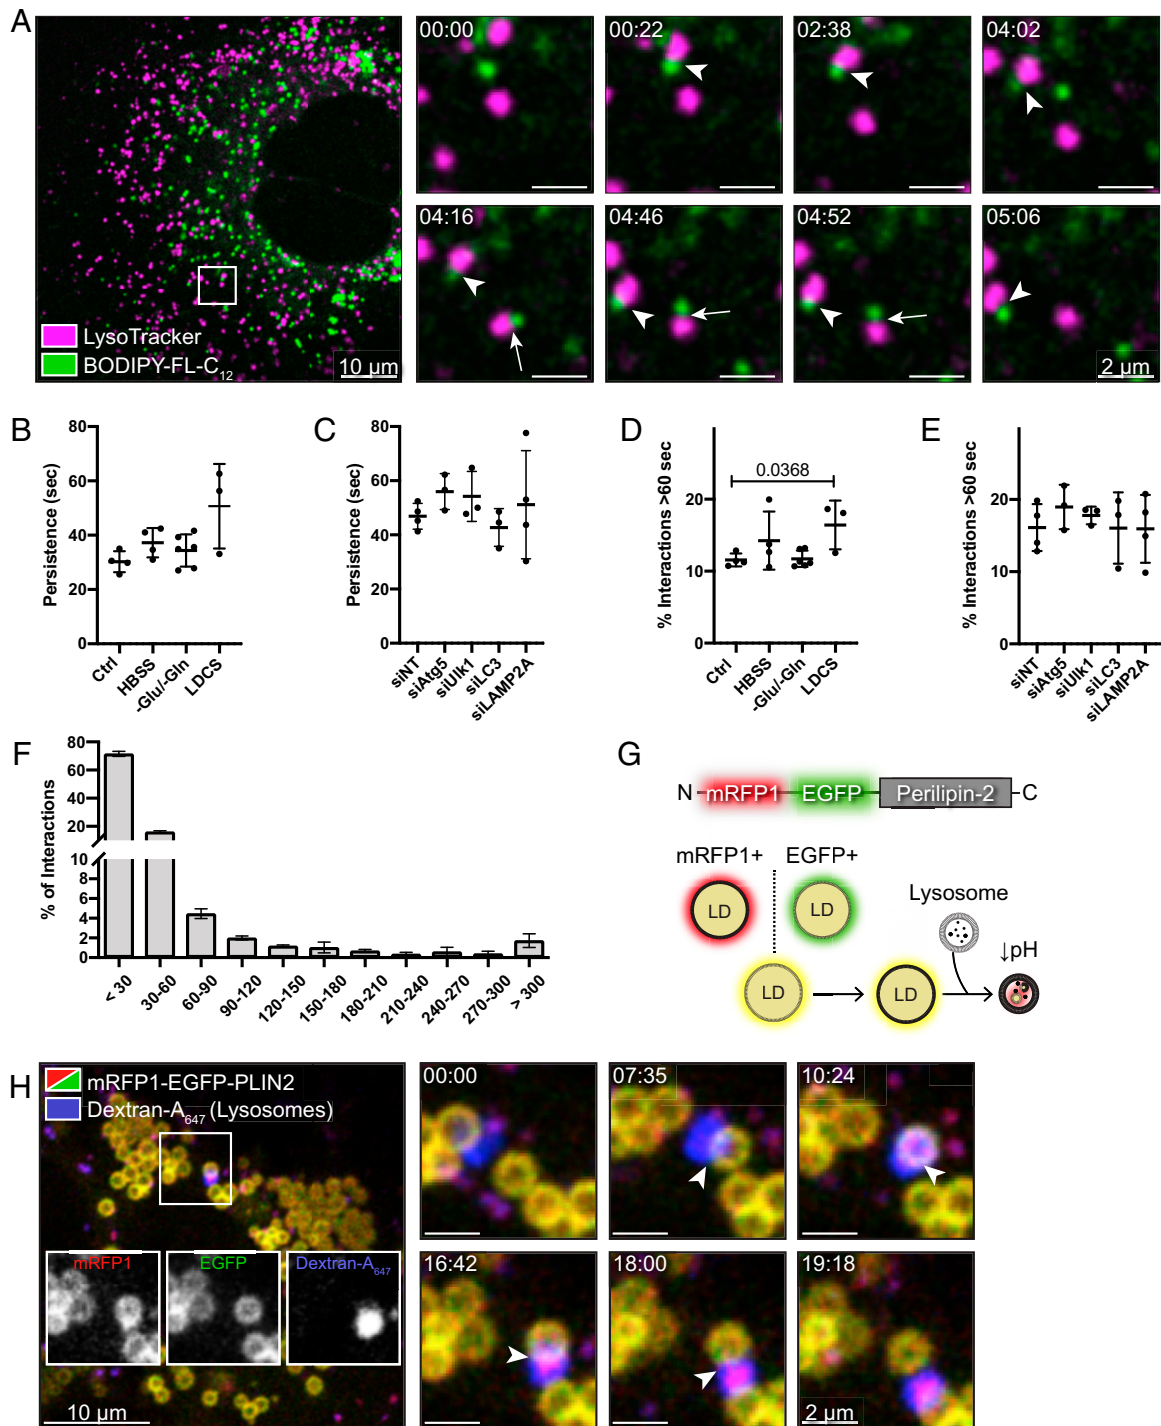 A
LysoTracker
BODIPY-FL-C12
10 µm
00:00
00:22
02:38
04:02
04:16
04:46
04:52
05:06
2 µm
B
Persistence (sec)
80
60
40
20
0
Ctrl
HBSS
-Glu/-Gln
LDCS
C
Persistence (sec)
80
60
40
20
0
siNT
siAtg5
siUlk1
siLC3
siLAMP2A
D
% Interactions >60 sec
20
10
0
0.0368
Ctrl
HBSS
-Glu/-Gln
LDCS
E
% Interactions >60 sec
20
10
0
siNT
siAtg5
siUlk1
siLC3
siLAMP2A
F
% of Interactions
80
60
40
20
10
8
6
4
2
0
< 30
30-60
60-90
90-120
120-150
150-180
180-210
210-240
240-270
270-300
> 300
G
N mRFP1 EGFP Perilipin-2 C
mRFP1+ EGFP+
LD LD
Lysosome
↓pH
LD LD
H
mRFP1-EGFP-PLIN2
Dextran-A647 (Lysosomes)
mRFP1 EGFP Dextran-A647
10 µm
00:00
07:35
10:24
16:42
18:00
19:18
2 µm